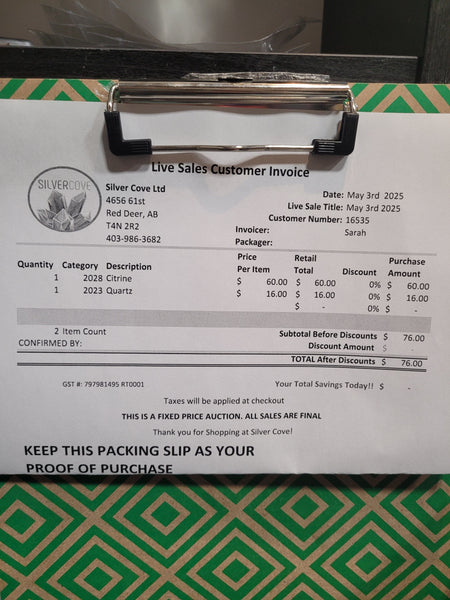 Live Sales Customer Invoice
SILVERCOVE
Silver Cove Ltd
4656 61st
Red Deer, AB
T4N 2R2
403-986-3682
Date: May 3rd 2025
Live Sale Title: May 3rd 2025
Customer Number: 16535
Invoicer: Sarah
Packager:
Quantity Category Description Price Per Item Retail Total Discount Purchase Amount
1 2028 Citrine $ 60.00 $ 60.00 0% $ 60.00
1 2023 Quartz $ 16.00 $ 16.00 0% $ 16.00
$ - 0% $ -
2 Item Count
Subtotal Before Discounts $ 76.00
CONFIRMED BY:
Discount Amount $ -
TOTAL After Discounts $ 76.00
GST #: 797981495 RT0001
Your Total Savings Today!! $ -
Taxes will be applied at checkout
THIS IS A FIXED PRICE AUCTION. ALL SALES ARE FINAL
Thank you for Shopping at Silver Cove!
KEEP THIS PACKING SLIP AS YOUR
PROOF OF PURCHASE